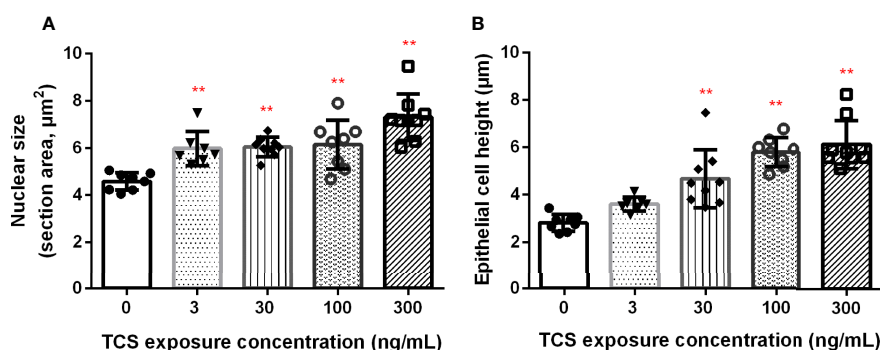 A
Nuclear size
(section area, µm²)
10
8
6
4
2
0
**
**
**
**
0 3 30 100 300
TCS exposure concentration (ng/mL)
B
Epithelial cell height (µm)
10
8
6
4
2
0
**
**
**
0 3 30 100 300
TCS exposure concentration (ng/mL)